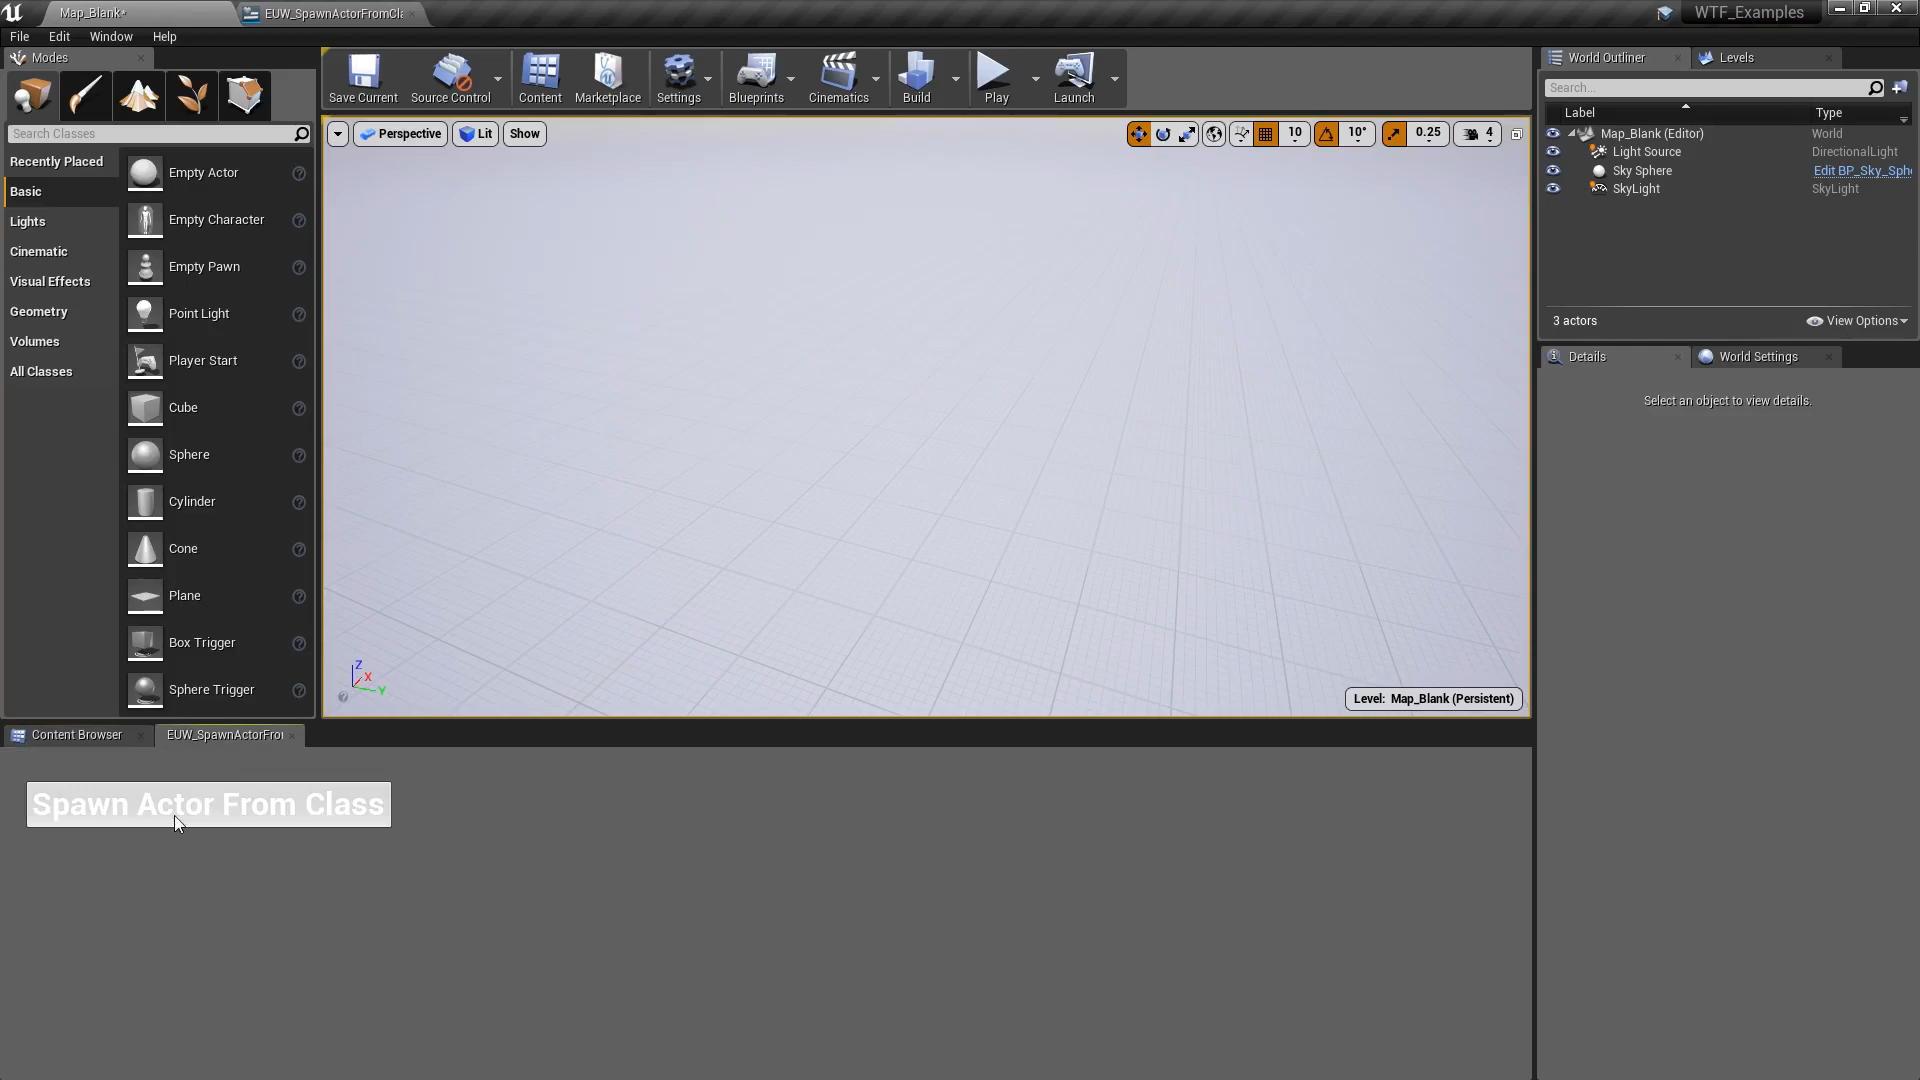 Map_Blank*
EUW_SpawnActorFromCl
WTF_Examples
File Edit Window Help
Modes
Search Classes
Recently Placed
Basic
Lights
Cinematic
Visual Effects
Geometry
Volumes
All Classes
Empty Actor
Empty Character
Empty Pawn
Point Light
Player Start
Cube
Sphere
Cylinder
Cone
Plane
Box Trigger
Sphere Trigger
Save Current Source Control Content Marketplace Settings Blueprints Cinematics Build Play Launch
Perspective Lit Show
10 10° 0.25 4
Z
X
Y
Level: Map_Blank (Persistent)
World Outliner Levels
Search...
Label Type
Map_Blank (Editor) World
Light Source DirectionalLight
Sky Sphere Edit BP_Sky_Sph
SkyLight SkyLight
3 actors View Options
Details World Settings
Select an object to view details.
Content Browser EUW_SpawnActorFro
Spawn Actor From Class